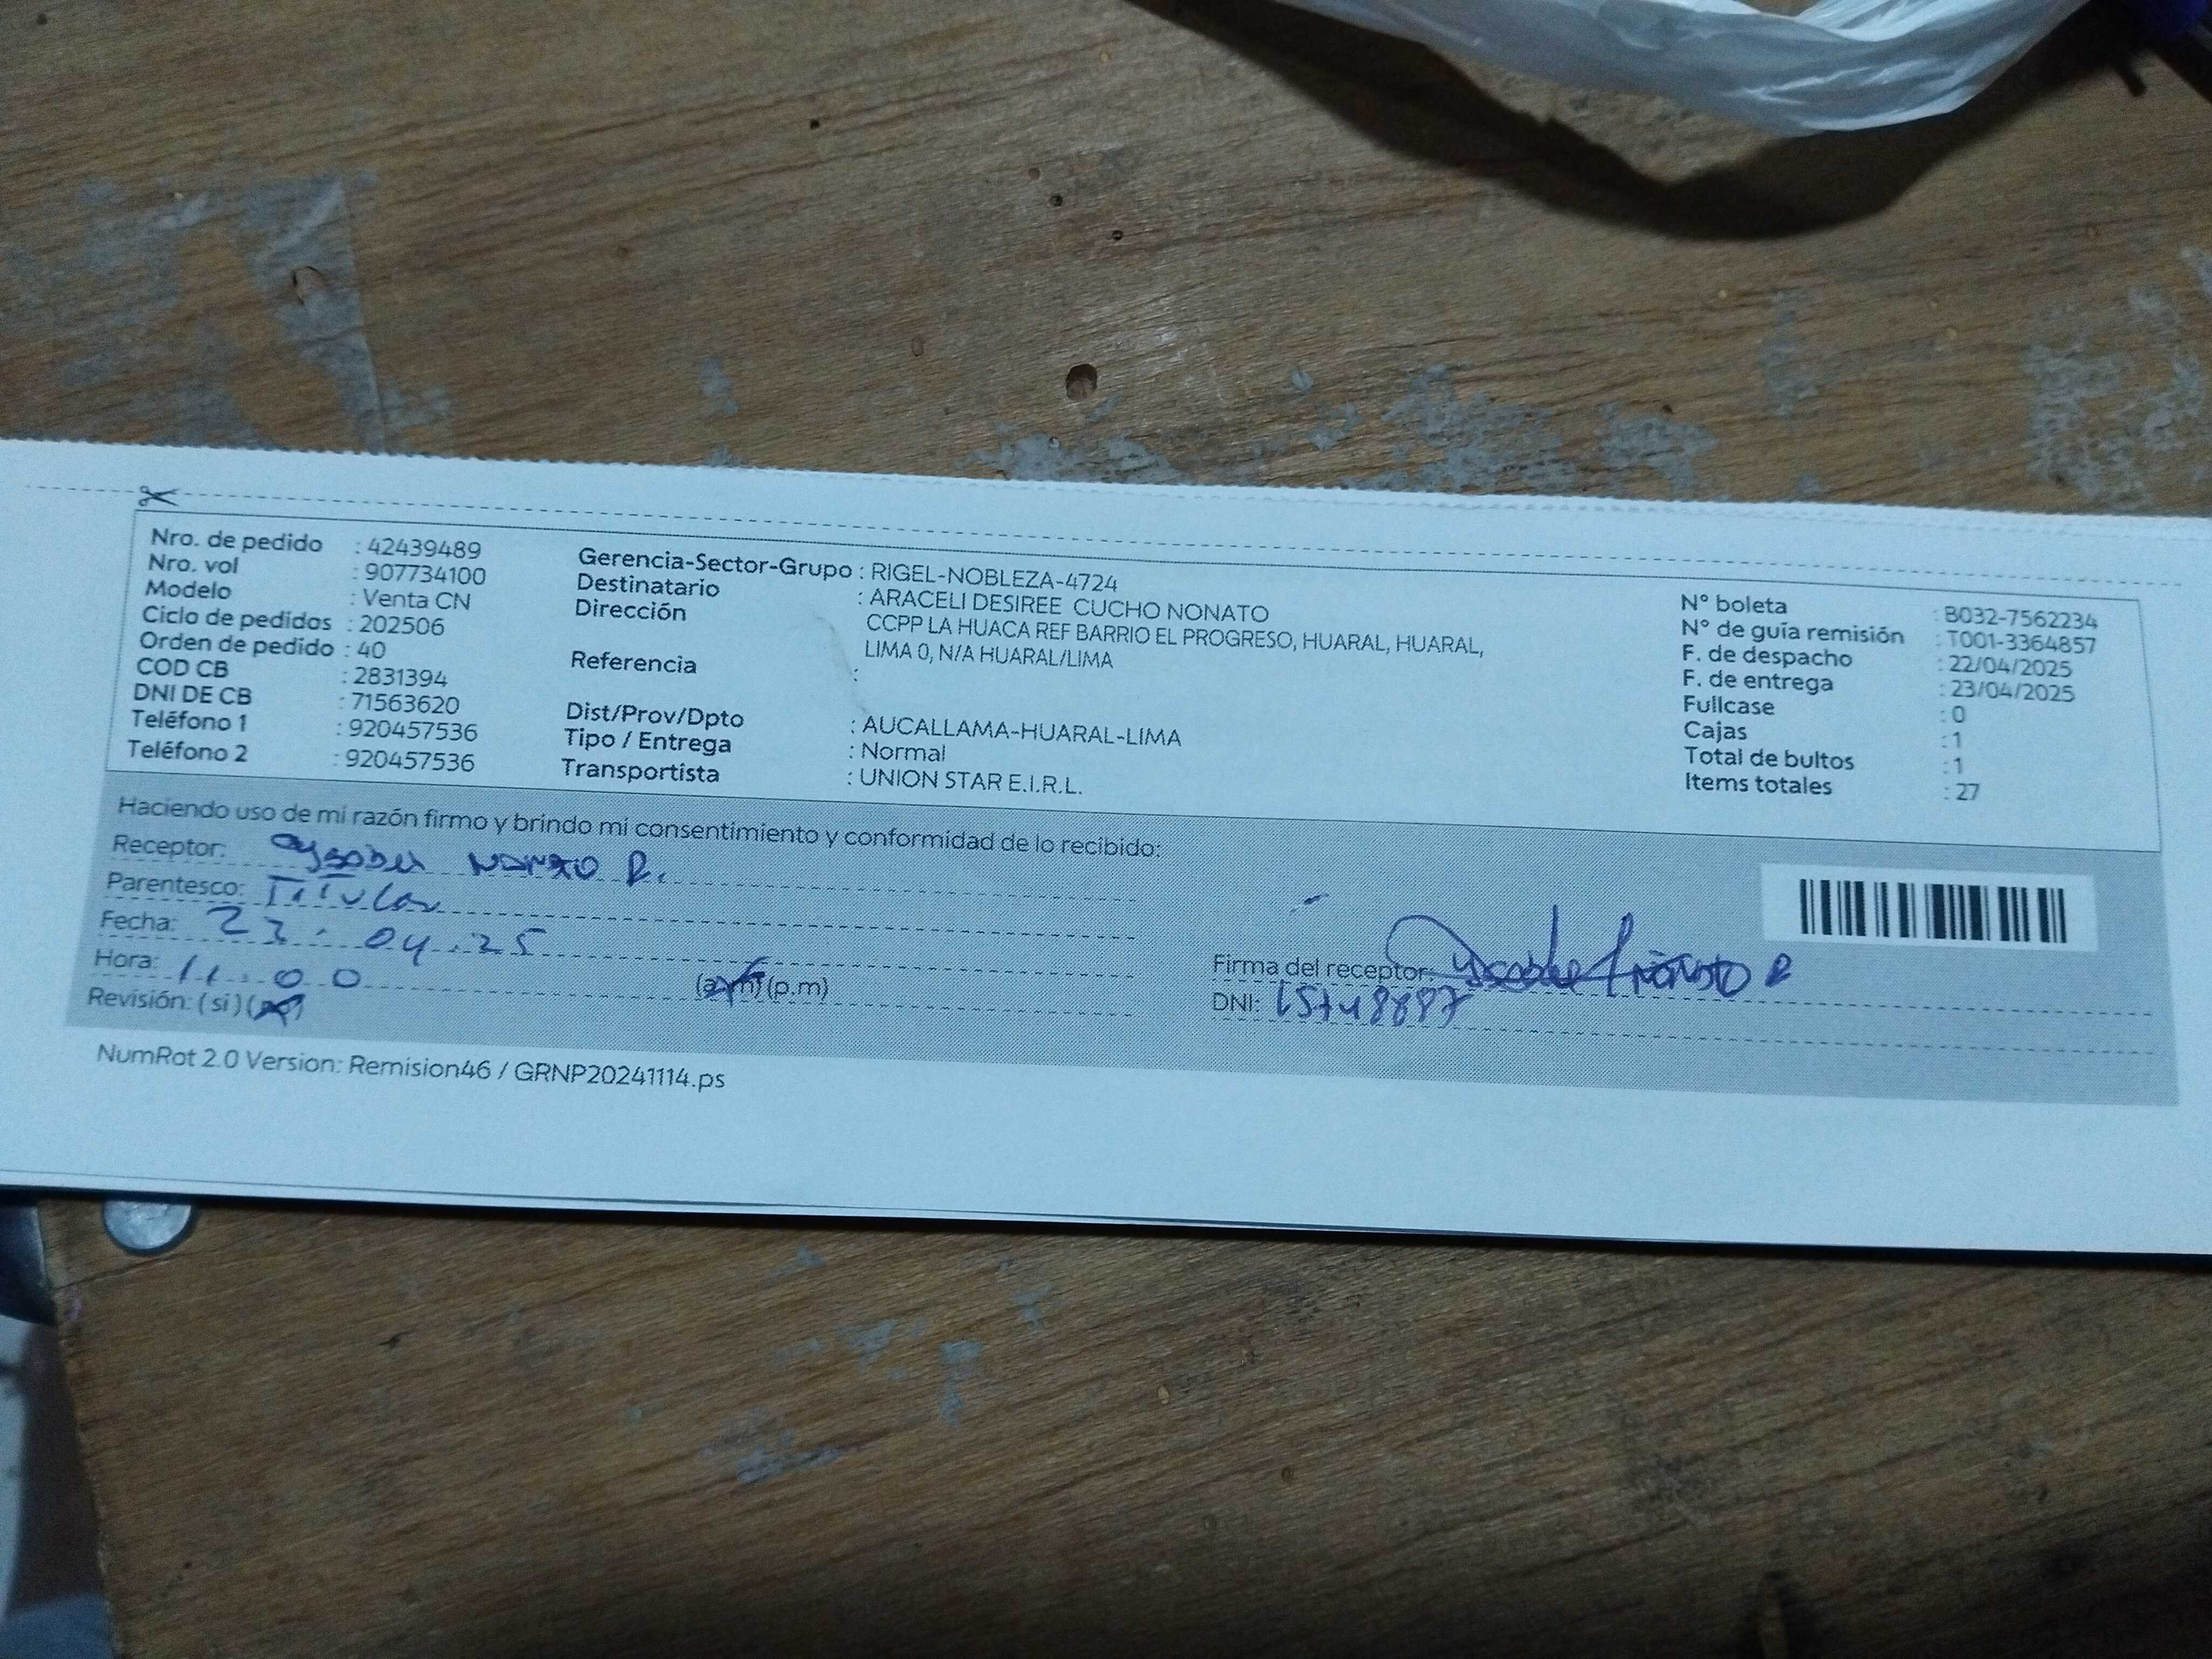 Nro. de pedido : 42439489
Nro. vol : 907734100
Modelo : Venta CN
Ciclo de pedidos : 202506
Orden de pedido : 40
COD CB : 2831394
DNI DE CB : 71563620
Teléfono 1 : 920457536
Teléfono 2 : 920457536
Gerencia-Sector-Grupo : RIGEL-NOBLEZA-4724
Destinatario : ARACELI DESIREE CUCHO NONATO
Dirección CCPP LA HUACA REF BARRIO EL PROGRESO, HUARAL, HUARAL,
LIMA 0, N/A HUARAL/LIMA
Referencia :
Dist/Prov/Dpto : AUCALLAMA-HUARAL-LIMA
Tipo / Entrega : Normal
Transportista : UNION STAR E.I.R.L.
N° boleta : B032-7562234
N° de guía remisión : T001-3364857
F. de despacho : 22/04/2025
F. de entrega : 23/04/2025
Fullcase : 0
Cajas : 1
Total de bultos : 1
Items totales : 27
Haciendo uso de mi razón firmo y brindo mi consentimiento y conformidad de lo recibido:
Receptor: Nonato R.
Parentesco: Titular
Fecha: 23.04.25
Hora: 11:00 (a.m) (p.m)
Revisión: (si) (no)
Firma del receptor: Nonato R
DNI:
NumRot 2.0 Version: Remision46 / GRNP20241114.ps